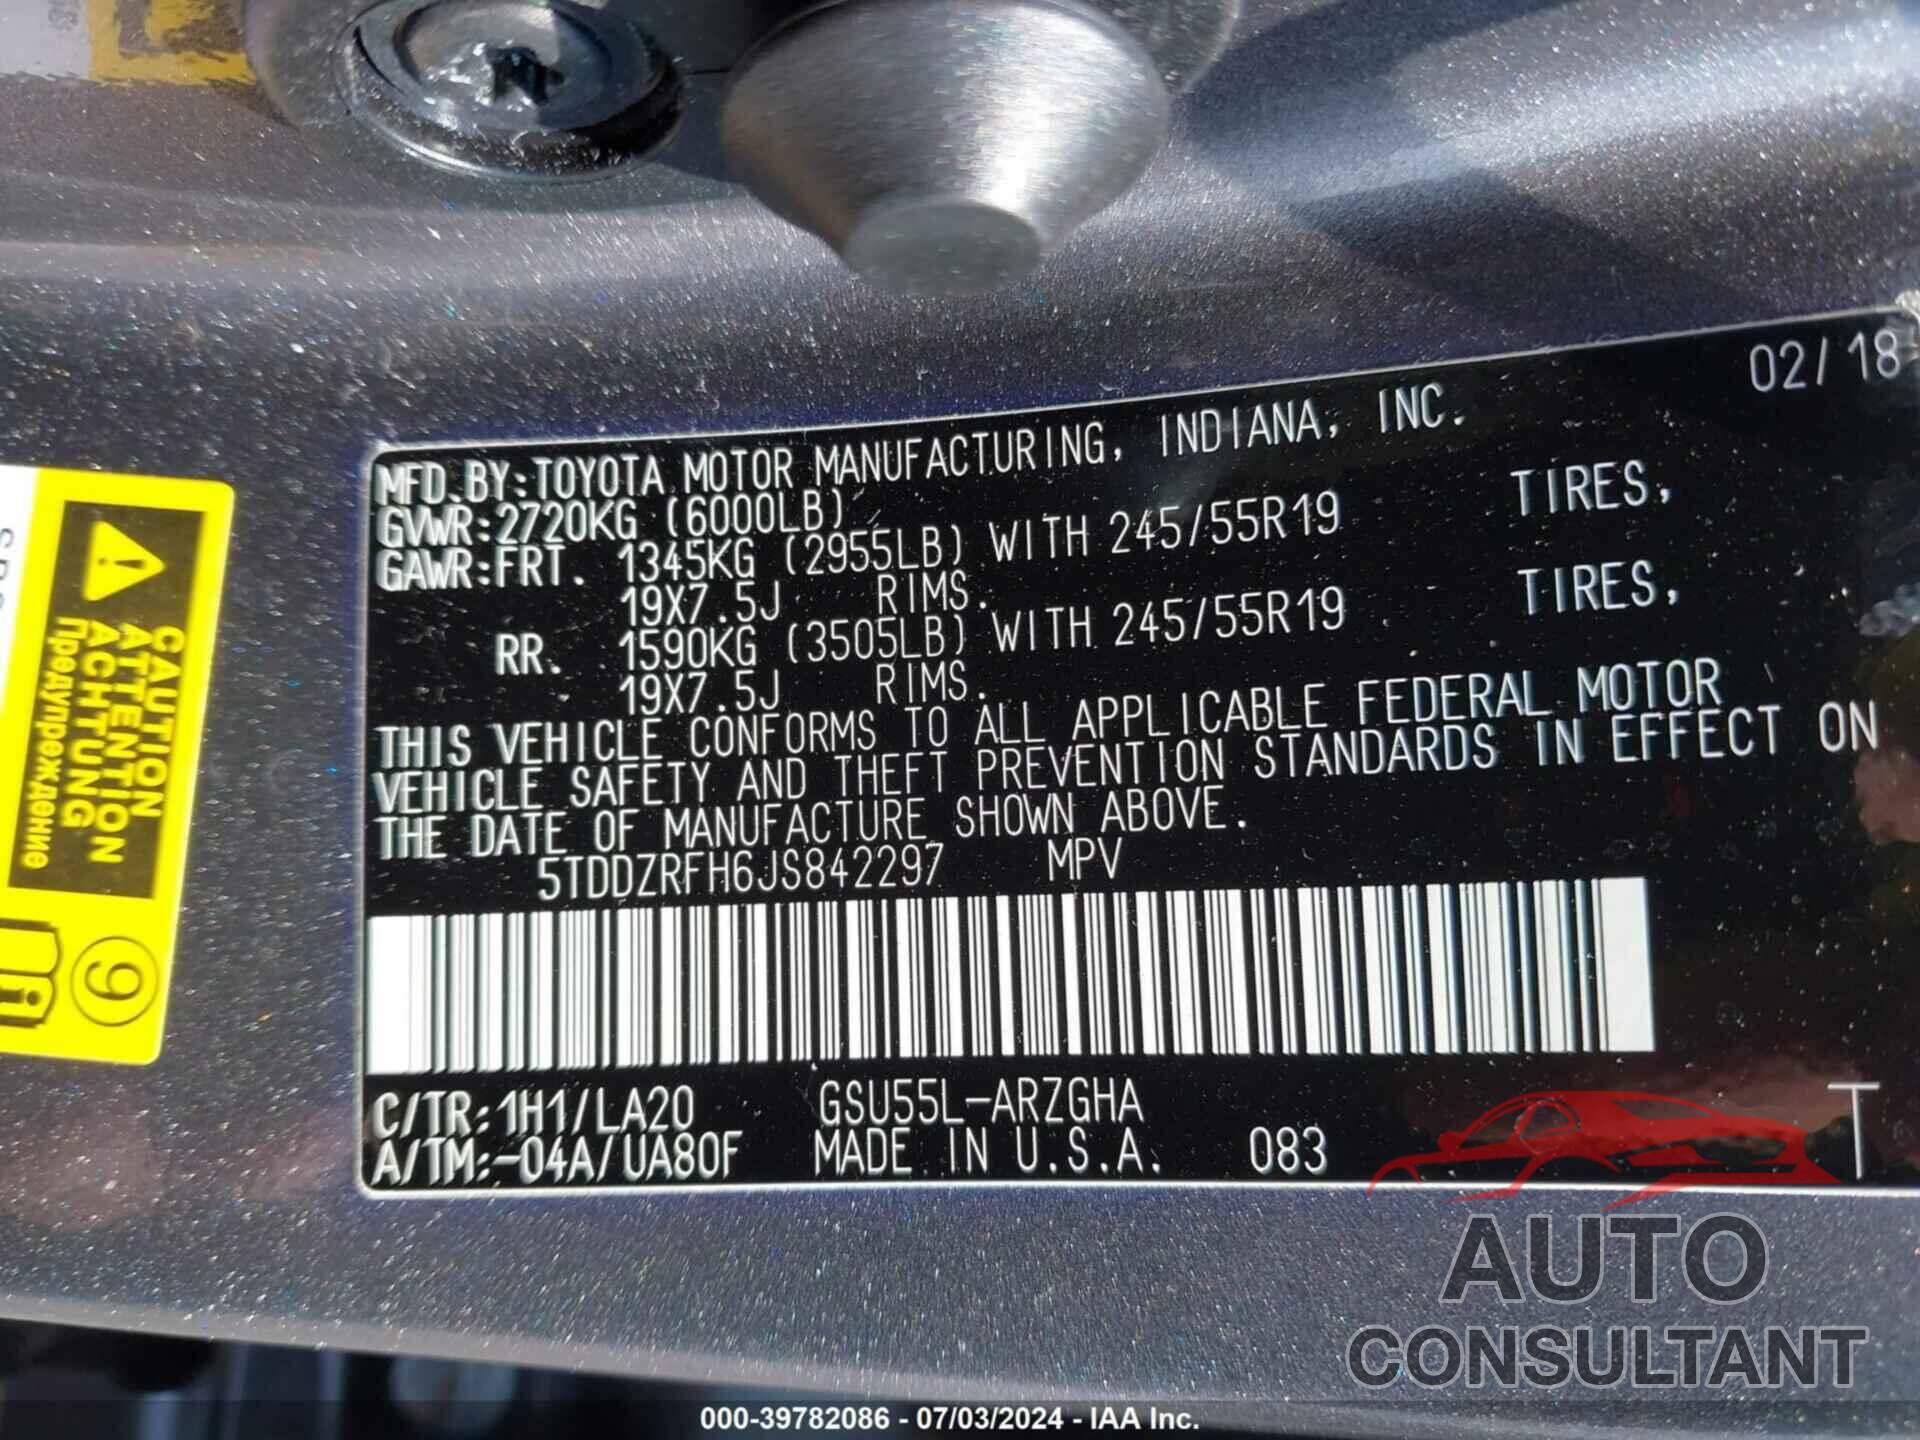 02/18
MFD.BY:TOYOTA MOTOR MANUFACTURING, INDIANA, INC.
GVWR:2720KG (6000LB)
GAWR:FRT. 1345KG (2955LB) WITH 245/55R19 TIRES,
19X7.5J RIMS.
RR. 1590KG (3505LB) WITH 245/55R19 TIRES,
19X7.5J RIMS.
THIS VEHICLE CONFORMS TO ALL APPLICABLE FEDERAL MOTOR
VEHICLE SAFETY AND THEFT PREVENTION STANDARDS IN EFFECT ON
THE DATE OF MANUFACTURE SHOWN ABOVE.
5TDDZRFH6JS842297 MPV
C/TR:1H1/LA20 GSU55L-ARZGHA
A/TM:-04A/UA80F MADE IN U.S.A. 083
T
CAUTION
ATTENTION
ACHTUNG
Предупреждение
9
AUTO
CONSULTANT
000-39782086 - 07/03/2024 - IAA Inc.